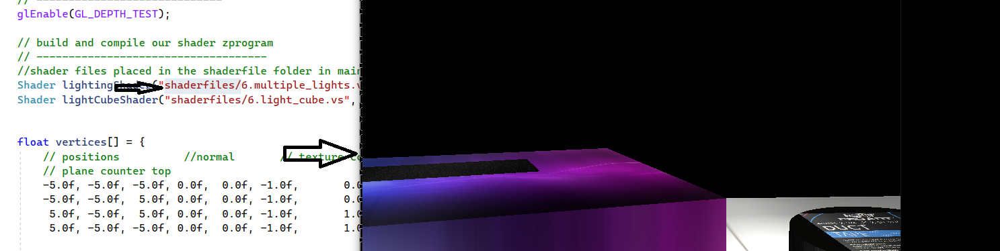 // -----------------------------
glEnable(GL_DEPTH_TEST);
// build and compile our shader zprogram
// ------------------------------------
//shader files placed in the shaderfile folder in main
Shader lightingShader("shaderfiles/6.multiple_lights.v
Shader lightCubeShader("shaderfiles/6.light_cube.vs",
float vertices[] = {
// positions //normal // texture co
// plane counter top
-5.0f, -5.0f, -5.0f, 0.0f, 0.0f, -1.0f, 0.0
-5.0f, -5.0f, 5.0f, 0.0f, 0.0f, -1.0f, 0.0
5.0f, -5.0f, 5.0f, 0.0f, 0.0f, -1.0f, 1.0
5.0f, -5.0f, -5.0f, 0.0f, 0.0f, -1.0f, 1.0
DUCT
TAPE